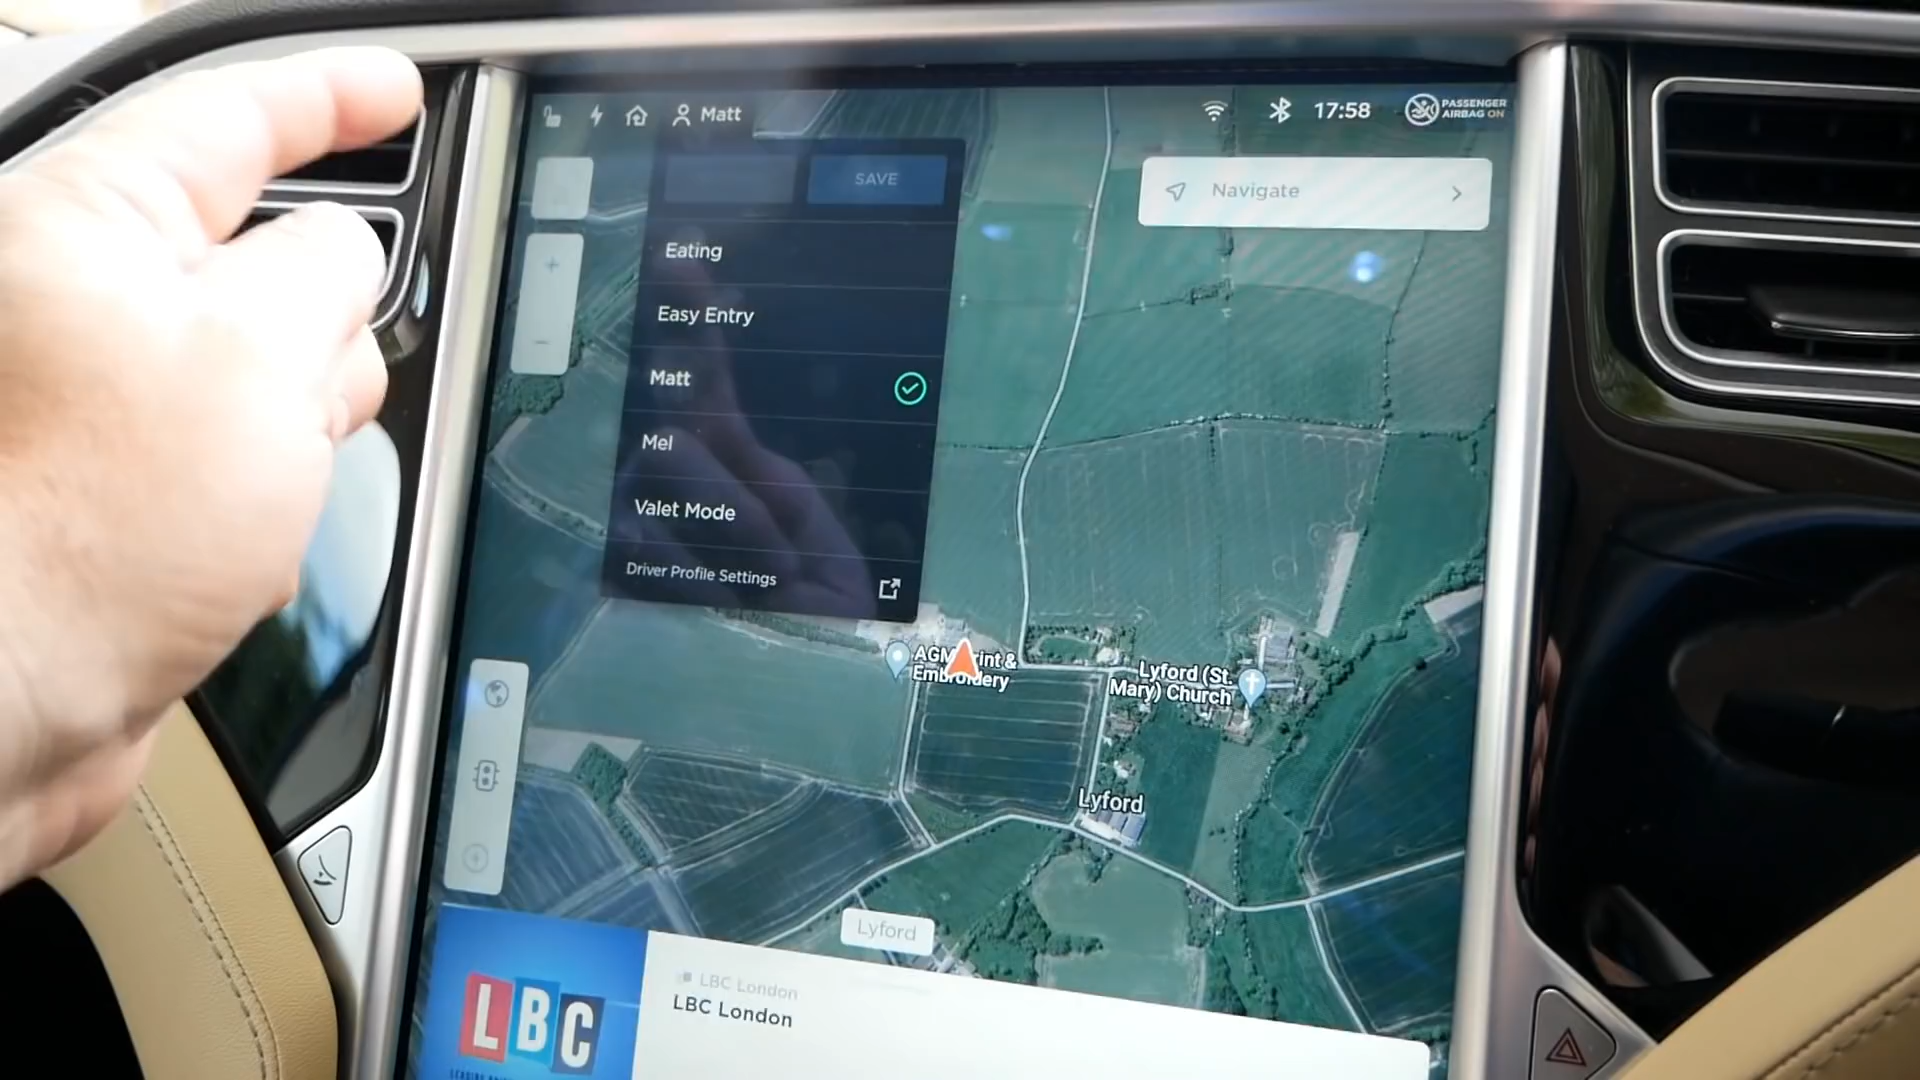 Matt
17:58
PASSENGER
AIRBAG ON
SAVE
Navigate
Eating
Easy Entry
Matt
Mel
Valet Mode
Driver Profile Settings
Embroidery
Lyford (St.
Mary) Church
Lyford
Lyford
LBC London
LBC London
LBC